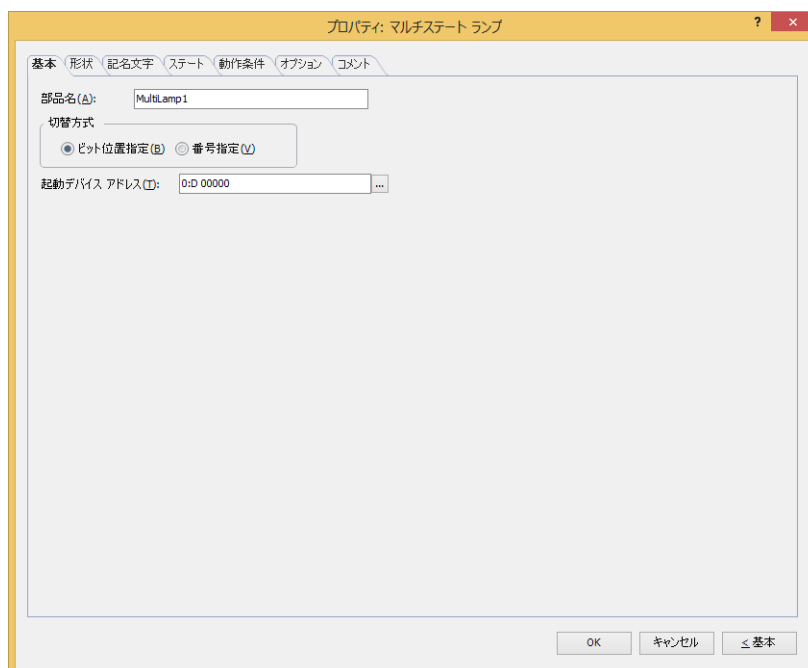 プロパティ: マルチステート ランプ ? ×
基本 形状 記名文字 ステート 動作条件 オプション コメント
部品名(A): MultiLamp1
切替方式
ビット位置指定(B) 番号指定(V)
起動デバイス アドレス(T): 0:D 00000 ...
OK キャンセル < 基本